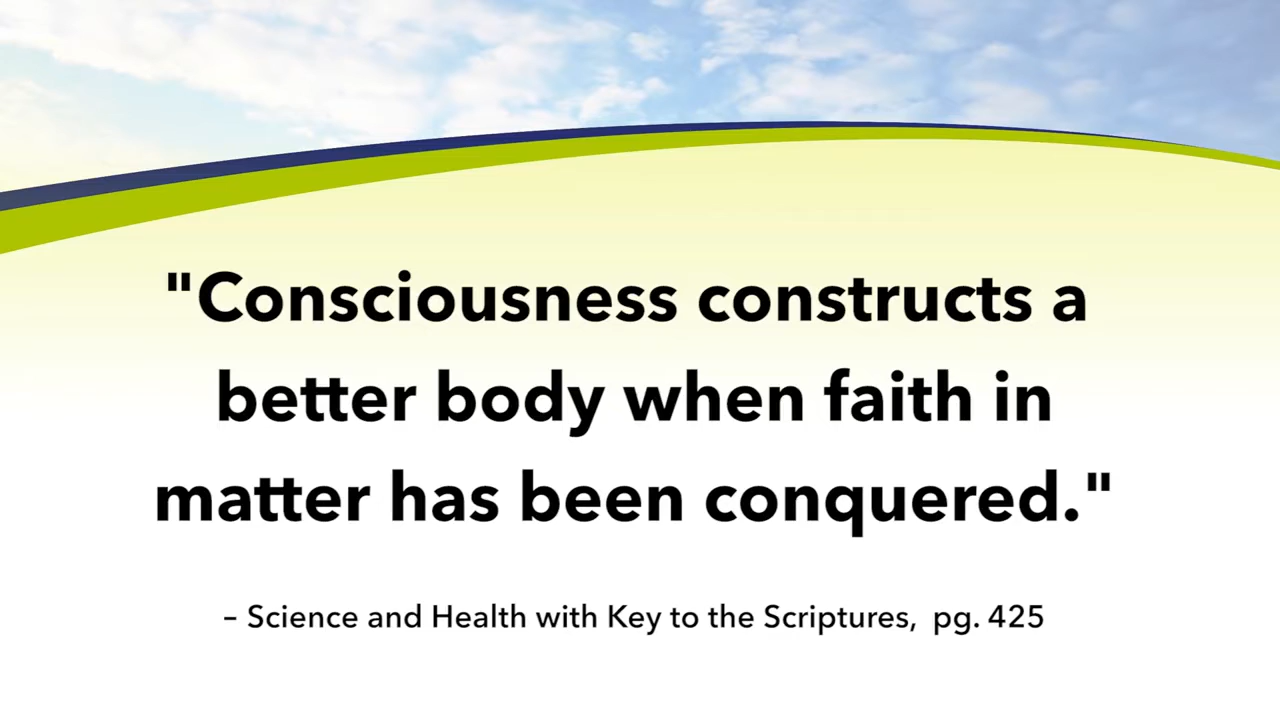 "Consciousness constructs a
better body when faith in
matter has been conquered."
– Science and Health with Key to the Scriptures,  pg. 425